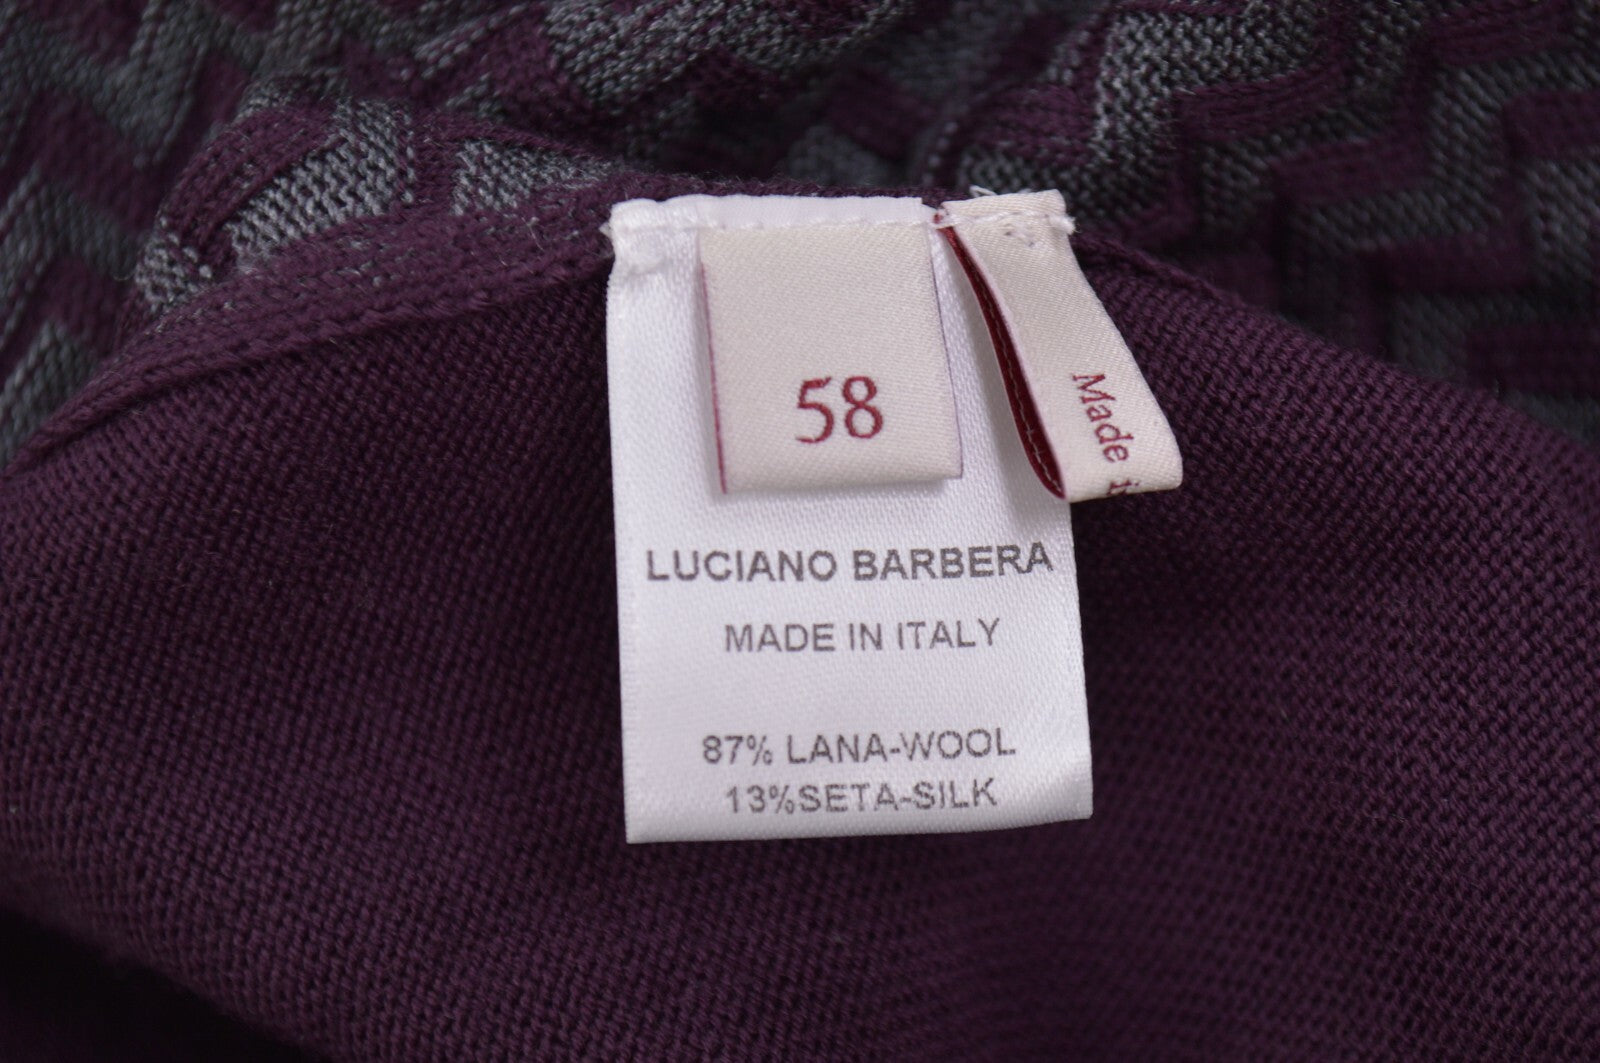 58
Made
LUCIANO BARBERA
MADE IN ITALY
87% LANA-WOOL
13%SETA-SILK